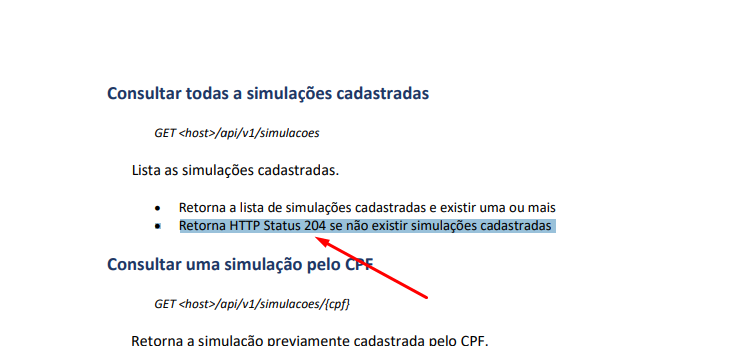 Consultar todas a simulações cadastradas
GET <host>/api/v1/simulacoes
Lista as simulações cadastradas.
• Retorna a lista de simulações cadastradas e existir uma ou mais
• Retorna HTTP Status 204 se não existir simulações cadastradas
Consultar uma simulação pelo CPF
GET <host>/api/v1/simulacoes/{cpf}
Retorna a simulação previamente cadastrada pelo CPF.